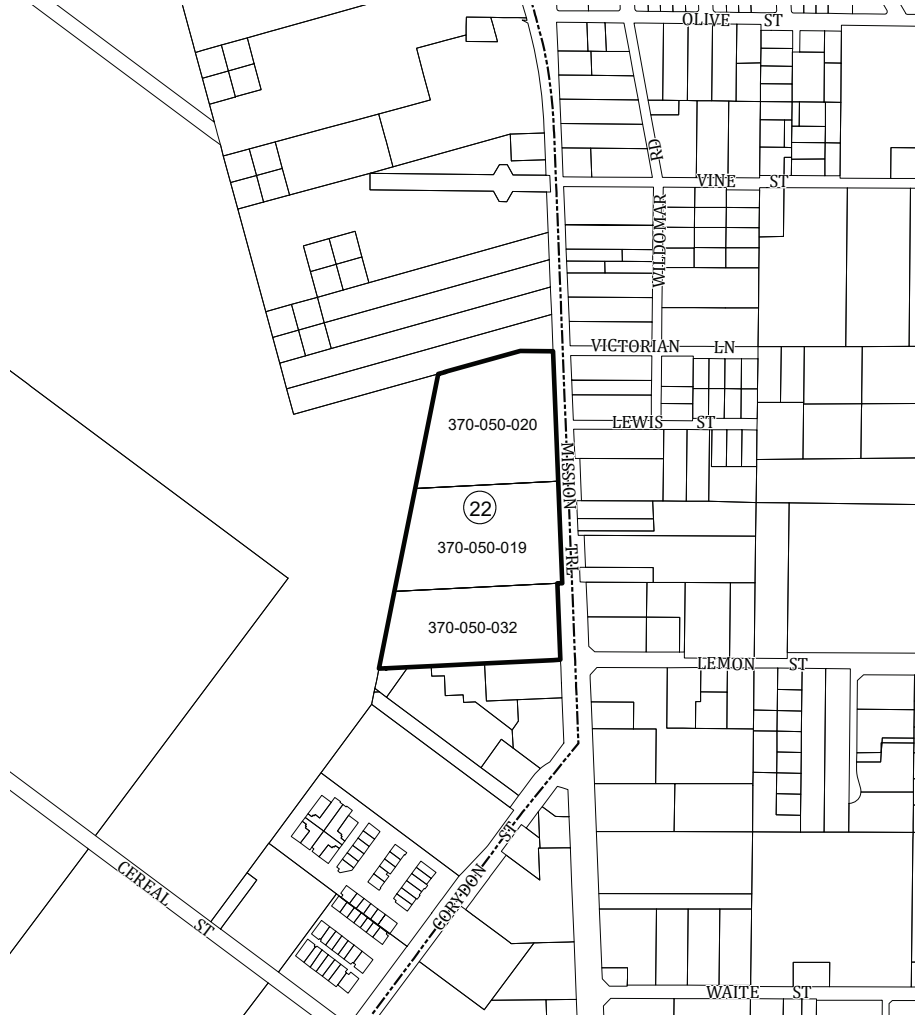 OLIVE ST
RD
VINE ST
WILDOMAR
VICTORIAN LN
370-050-020
LEWIS ST
MISSION TRL
22
370-050-019
370-050-032
LEMON ST
CORYDON ST
CEREAL ST
WAITE ST